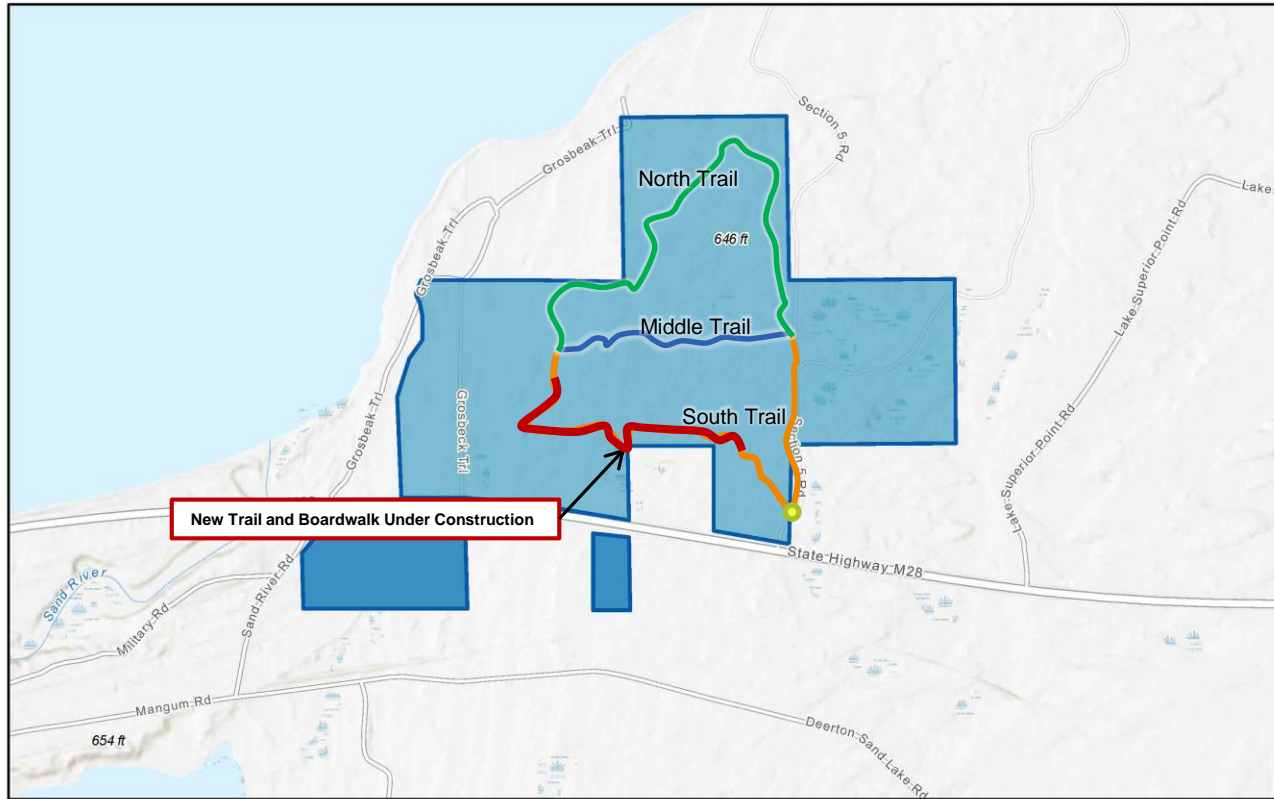 Section 5 Rd
Grosbeak Trl
Lake
North Trail
Lake Superior Point Rd
646 ft
Grosbeak Trl
Middle Trail
Grosbeck Trl
South Trail
Grosbeak Trl
Section 5 Rd
Lake Superior Point Rd
New Trail and Boardwalk Under Construction
State Highway M28
Sand River
Sand River Rd
Military Rd
Mangum Rd
Deerton Sand Lake Rd
654 ft